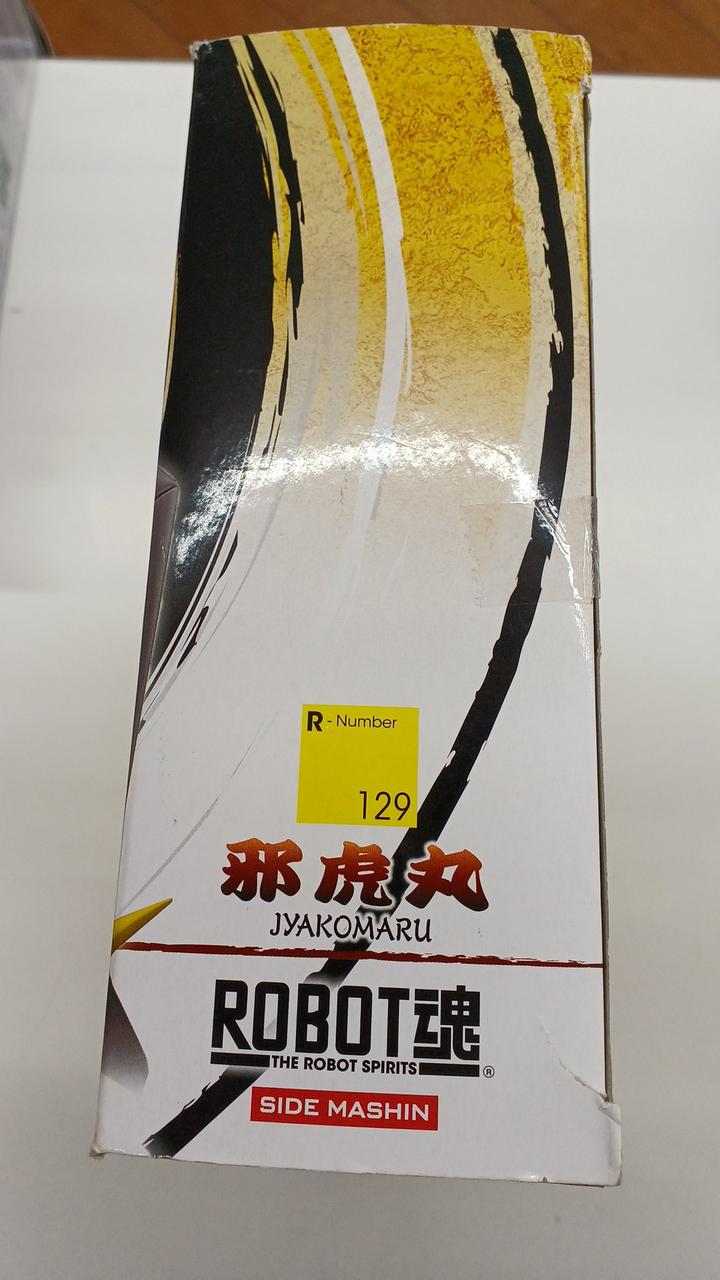 R - Number
129
邪虎丸
JYAKOMARU
ROBOT魂
THE ROBOT SPIRITS
®
SIDE MASHIN